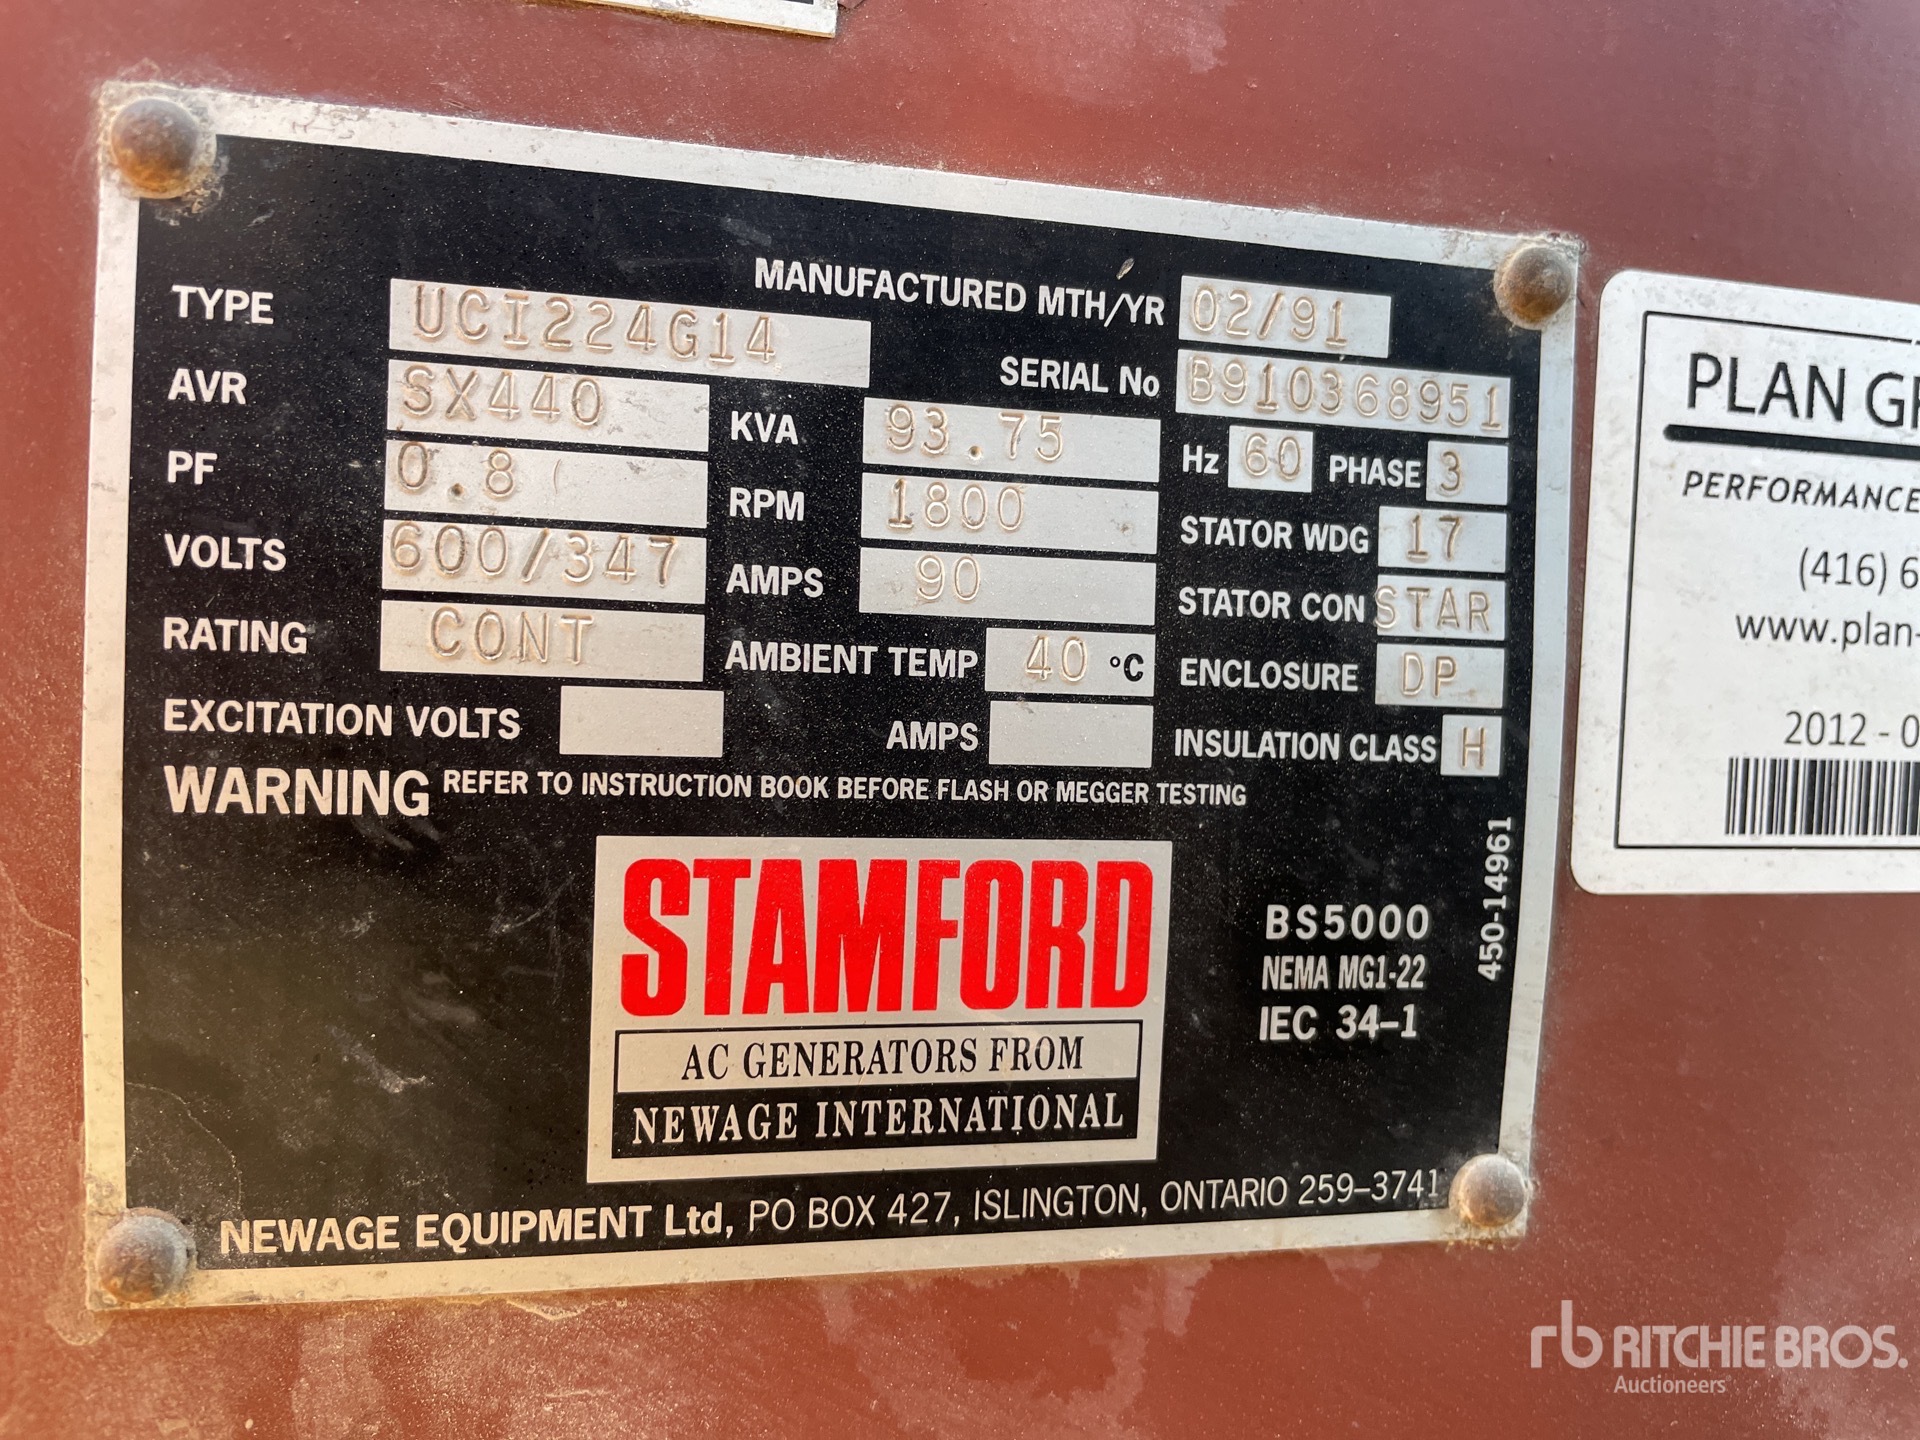 MANUFACTURED MTH/YR 02/91
TYPE UCI224G14
SERIAL No B910368951
AVR SX440
KVA 93.75
Hz 60 PHASE 3
PF 0.8
RPM 1800
STATOR WDG 17
VOLTS 600/347
AMPS 90
STATOR CON STAR
RATING CONT
AMBIENT TEMP 40 °C
ENCLOSURE DP
EXCITATION VOLTS
AMPS
INSULATION CLASS H
WARNING REFER TO INSTRUCTION BOOK BEFORE FLASH OR MEGGER TESTING
STAMFORD
AC GENERATORS FROM
NEWAGE INTERNATIONAL
BS5000
NEMA MG1-22
IEC 34-1
450-14961
NEWAGE EQUIPMENT Ltd, PO BOX 427, ISLINGTON, ONTARIO 259-3741
PLAN
PERFORMANCE
(416) 6
www.plan-
2012 - 0
rb RITCHIE BROS.
Auctioneers